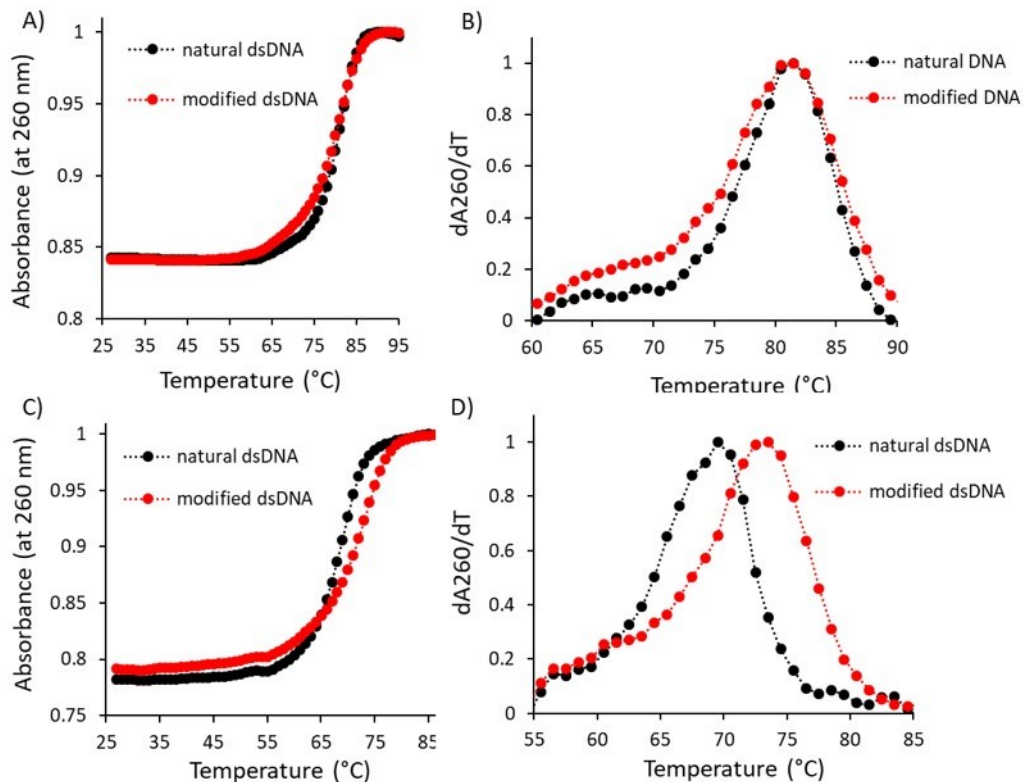 A)
natural dsDNA
modified dsDNA
Absorbance (at 260 nm)
1
0.95
0.9
0.85
0.8
25 35 45 55 65 75 85 95
Temperature (°C)
B)
natural DNA
modified DNA
dA260/dT
1
0.8
0.6
0.4
0.2
0
60 65 70 75 80 85 90
Temperature (°C)
C)
natural dsDNA
modified dsDNA
Absorbance (at 260 nm)
1
0.95
0.9
0.85
0.8
0.75
25 35 45 55 65 75 85
Temperature (°C)
D)
natural dsDNA
modified dsDNA
dA260/dT
1
0.8
0.6
0.4
0.2
0
55 60 65 70 75 80 85
Temperature (°C)